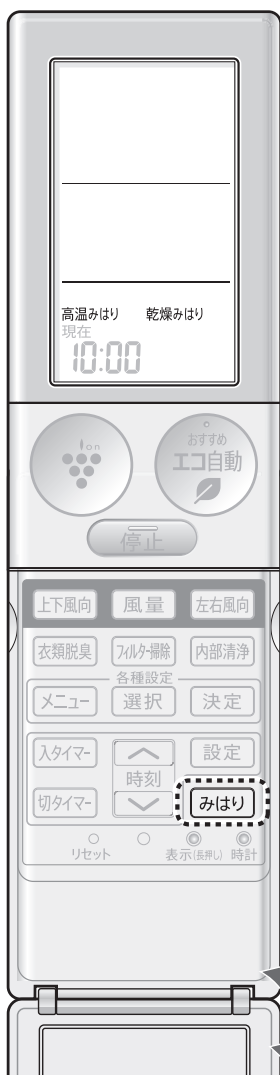 高温みはり 乾燥みはり
現在
10:00
Ion
おすすめ
エコ自動
停止
上下風向 風量 左右風向
衣類脱臭 フィルター掃除 内部清浄
各種設定
メニュー 選択 決定
入タイマー 設定
時刻
切タイマー みはり
リセット 表示(長押し) 時計